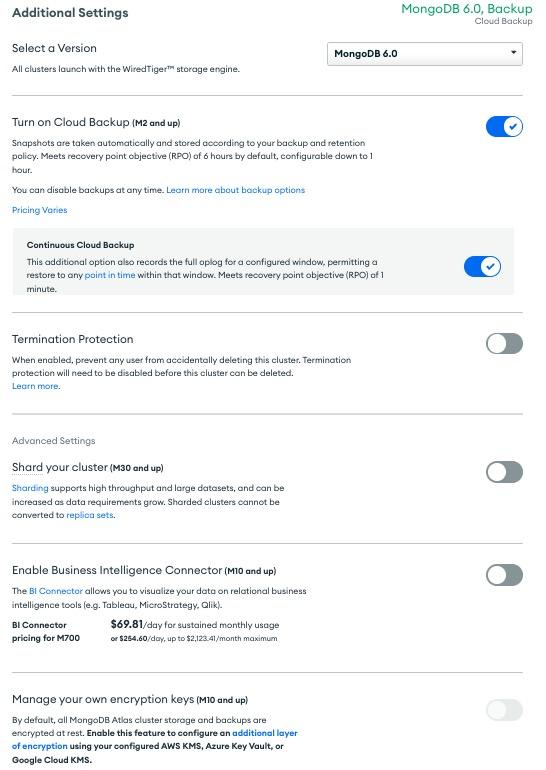 Additional Settings
MongoDB 6.0, Backup
Cloud Backup
Select a Version
MongoDB 6.0
All clusters launch with the WiredTiger™ storage engine.
Turn on Cloud Backup (M2 and up)
Snapshots are taken automatically and stored according to your backup and retention
policy. Meets recovery point objective (RPO) of 6 hours by default, configurable down to 1
hour.
You can disable backups at any time. Learn more about backup options
Pricing Varies
Continuous Cloud Backup
This additional option also records the full oplog for a configured window, permitting a
restore to any point in time within that window. Meets recovery point objective (RPO) of 1
minute.
Termination Protection
When enabled, prevent any user from accidentally deleting this cluster. Termination
protection will need to be disabled before this cluster can be deleted.
Learn more.
Advanced Settings
Shard your cluster (M30 and up)
Sharding supports high throughput and large datasets, and can be
increased as data requirements grow. Sharded clusters cannot be
converted to replica sets.
Enable Business Intelligence Connector (M10 and up)
The BI Connector allows you to visualize your data on relational business
intelligence tools (e.g. Tableau, MicroStrategy, Qlik).
BI Connector $69.81/day for sustained monthly usage
pricing for M700 or $254.60/day, up to $2,123.41/month maximum
Manage your own encryption keys (M10 and up)
By default, all MongoDB Atlas cluster storage and backups are
encrypted at rest. Enable this feature to configure an additional layer
of encryption using your configured AWS KMS, Azure Key Vault, or
Google Cloud KMS.